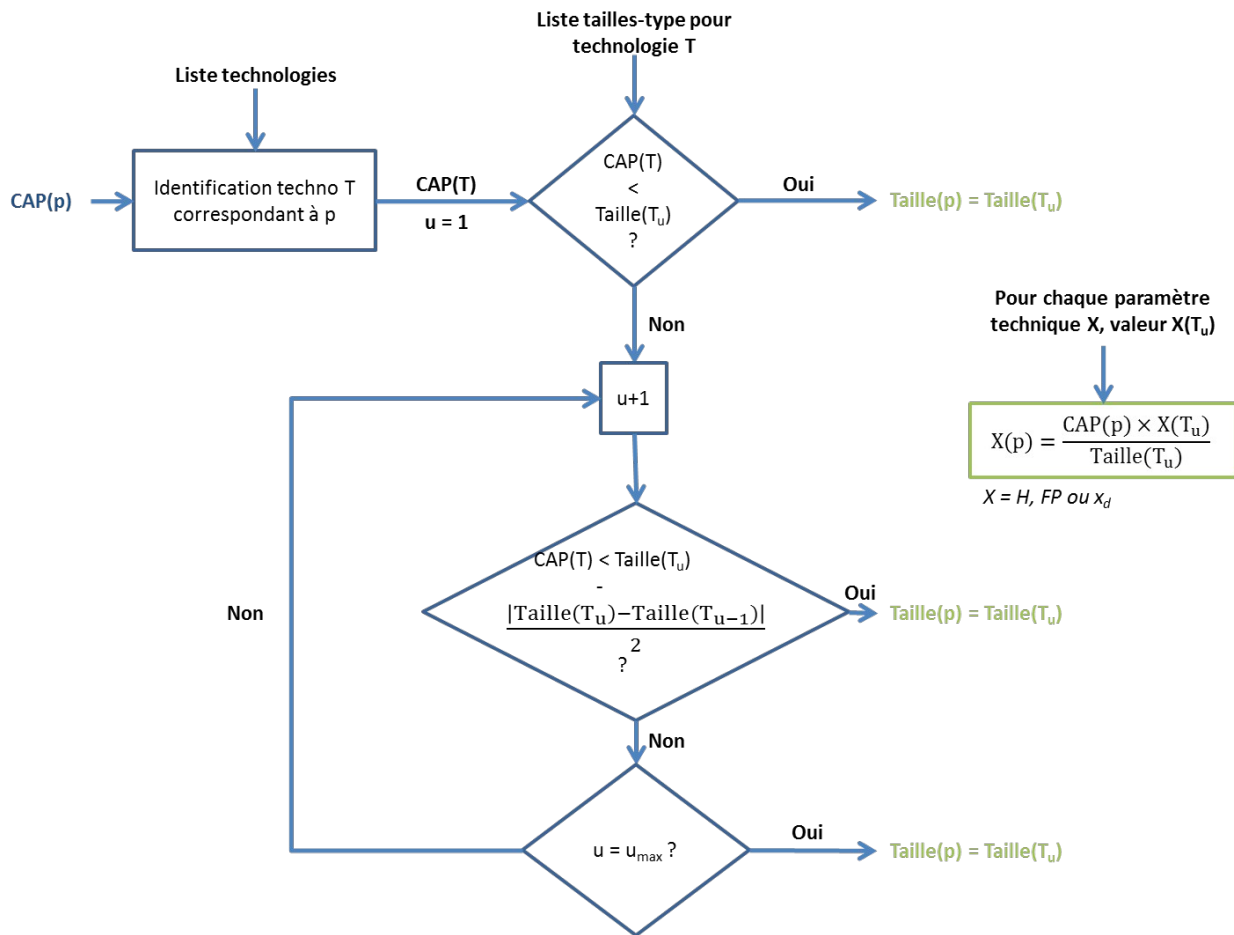 Liste tailles-type pour
technologie T
Liste technologies
CAP(p)
Identification techno T
correspondant à p
CAP(T)
u = 1
CAP(T)
<
Taille(Tu)
?
Oui
Taille(p) = Taille(Tu)
Non
Pour chaque paramètre
technique X, valeur X(Tu)
u+1
X(p) = CAP(p) × X(Tu)
Taille(Tu)
X = H, FP ou xd
CAP(T) < Taille(Tu)
-
|Taille(Tu)−Taille(Tu−1)|
2
?
Oui
Taille(p) = Taille(Tu)
Non
Non
u = umax ?
Oui
Taille(p) = Taille(Tu)